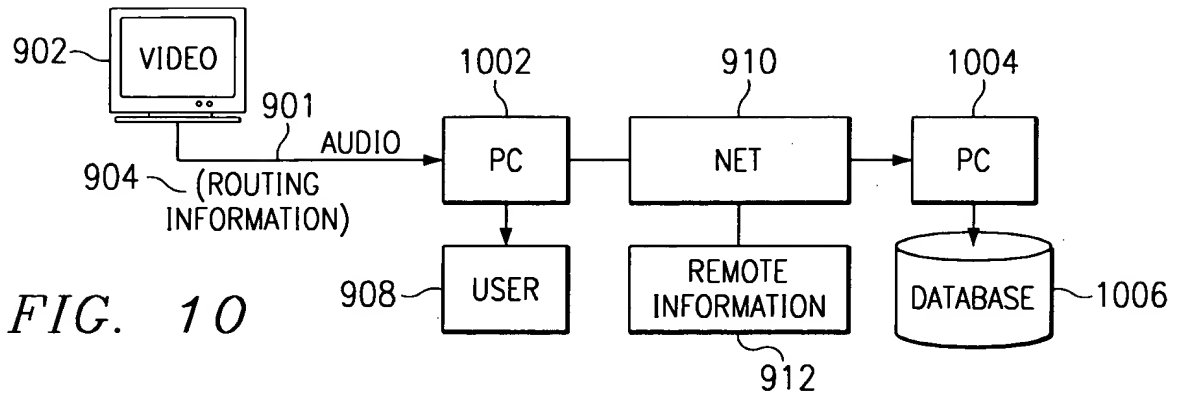 902
VIDEO
901
AUDIO
904
(ROUTING
INFORMATION)
1002
PC
910
NET
1004
PC
908
USER
REMOTE
INFORMATION
912
DATABASE
1006
FIG. 10